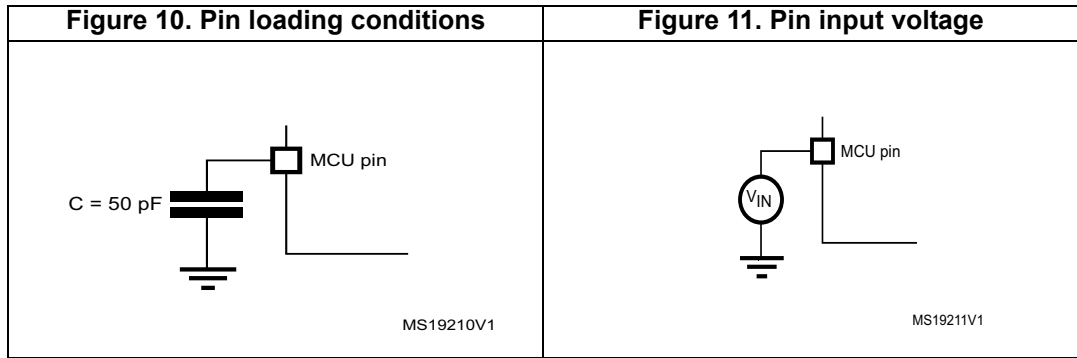 Figure 10. Pin loading conditions
Figure 11. Pin input voltage
MCU pin
C = 50 pF
MS19210V1
MCU pin
VIN
MS19211V1